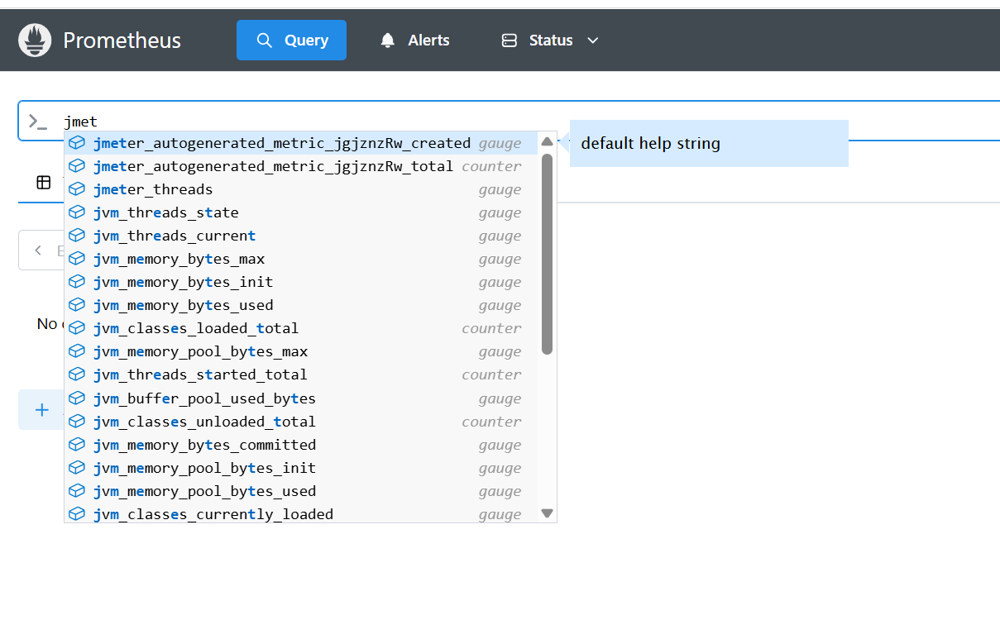 Prometheus Query Alerts Status
jmet
jmeter_autogenerated_metric_jgjznzRw_created gauge
default help string
jmeter_autogenerated_metric_jgjznzRw_total counter
jmeter_threads gauge
jvm_threads_state gauge
jvm_threads_current gauge
jvm_memory_bytes_max gauge
jvm_memory_bytes_init gauge
jvm_memory_bytes_used gauge
No
jvm_classes_loaded_total counter
jvm_memory_pool_bytes_max gauge
jvm_threads_started_total counter
jvm_buffer_pool_used_bytes gauge
jvm_classes_unloaded_total counter
jvm_memory_bytes_committed gauge
jvm_memory_pool_bytes_init gauge
jvm_memory_pool_bytes_used gauge
jvm_classes_currently_loaded gauge